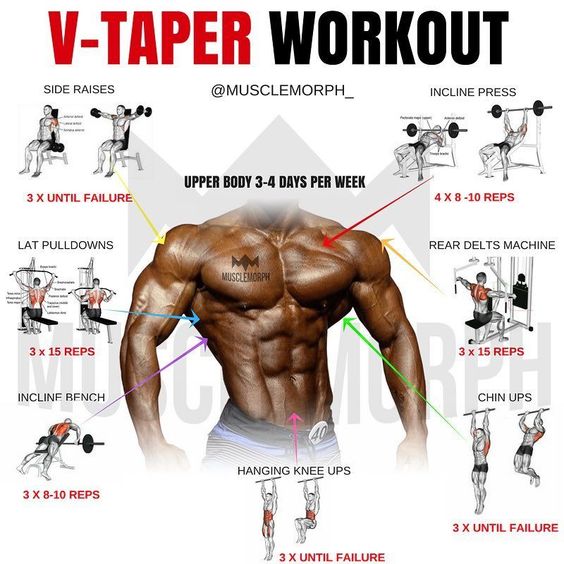 V-TAPER WORKOUT
@MUSCLEMORPH_
SIDE RAISES
3 X UNTIL FAILURE
INCLINE PRESS
4 X 8 -10 REPS
UPPER BODY 3-4 DAYS PER WEEK
MUSCLEMORPH
LAT PULLDOWNS
3 x 15 REPS
REAR DELTS MACHINE
3 x 15 REPS
MUSCLEMORPH
INCLINE BENCH
3 X 8-10 REPS
CHIN UPS
3 X UNTIL FAILURE
HANGING KNEE UPS
3 X UNTIL FAILURE